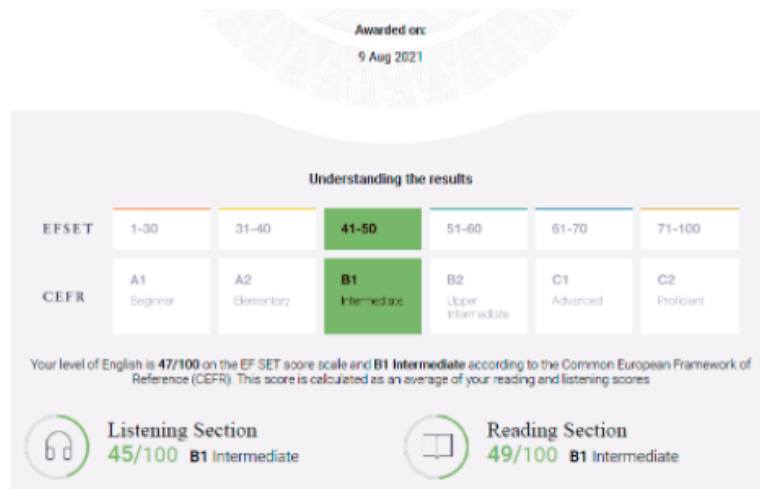 Awarded on:
9 Aug 2021
Understanding the results
EFSET 1-30 31-40 41-50 51-60 61-70 71-100
CEFR
A1 A2 B1 B2 C1 C2
Beginner Elementary Intermediate Upper Intermediate Advanced Proficient
Your level of English is 47/100 on the EF SET score scale and B1 Intermediate according to the Common European Framework of
Reference (CEFR). This score is calculated as an average of your reading and listening scores
Listening Section
45/100 B1 Intermediate
Reading Section
49/100 B1 Intermediate